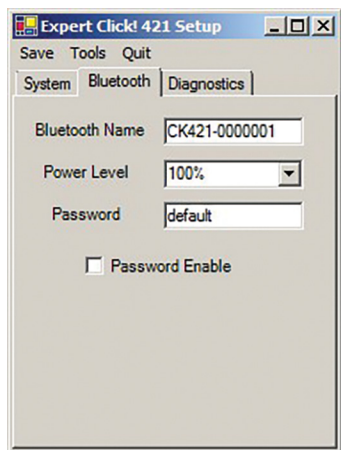 Expert Click! 421 Setup
Save Tools Quit
System Bluetooth Diagnostics
Bluetooth Name CK421-0000001
Power Level 100%
Password default
Password Enable